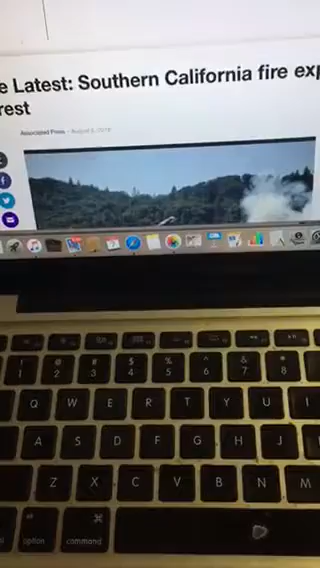 e Latest: Southern California fire exp
rest
Associated Press • August
! @ # $ % ^ & *
1 2 3 4 5 6 7 8
Q W E R T Y U I
A S D F G H J
Z X C V B N M
alt ⌘
option command